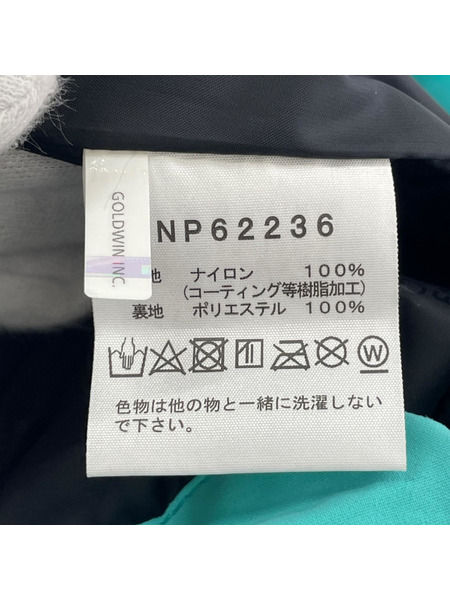 GOLDWIN INC.
NP62236
地 ナイロン 100%
(コーティング等樹脂加工)
裏地 ポリエステル 100%
W
色物は他の物と一緒に洗濯しない
で下さい。